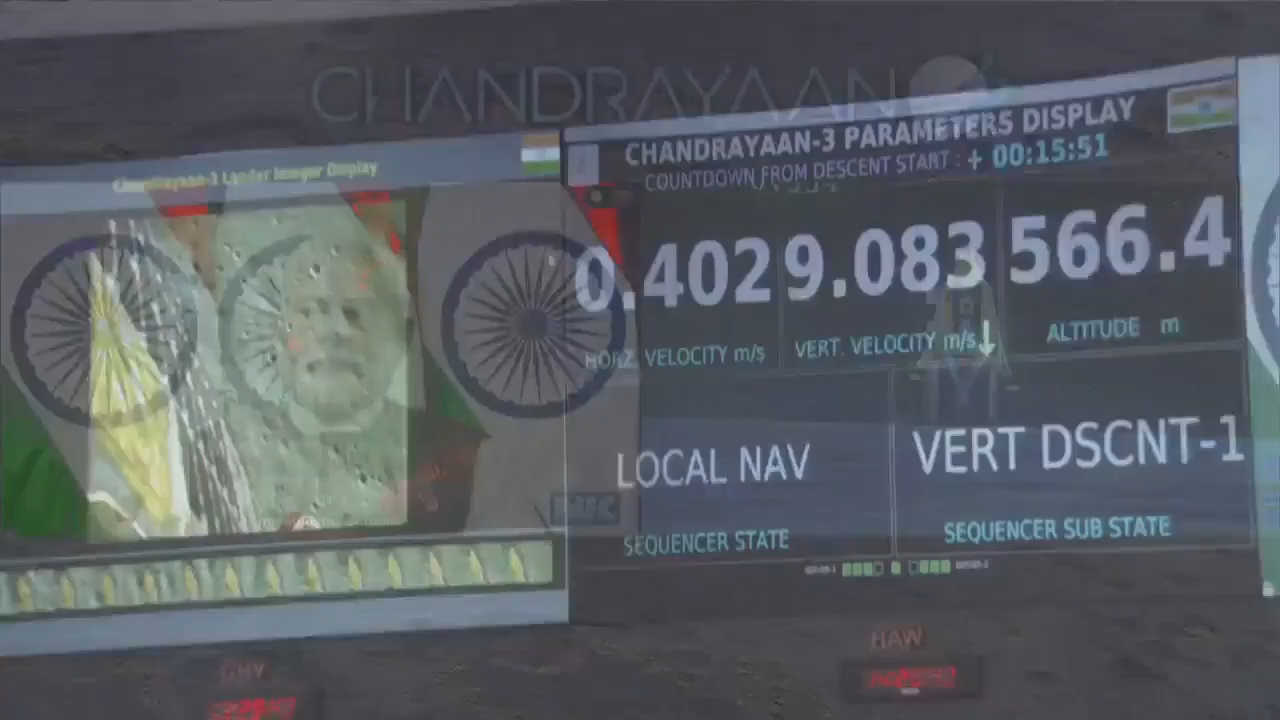 CHANDRAYAAN
Chandrayaan-3 Lander Imager Display
CHANDRAYAAN-3 PARAMETERS DISPLAY
COUNTDOWN FROM DESCENT START : + 00:15:51
0.402 9.083 566.4
HORZ. VELOCITY m/s VERT. VELOCITY m/s ALTITUDE m
LOCAL NAV VERT DSCNT-1
SEQUENCER STATE SEQUENCER SUB STATE
HAW